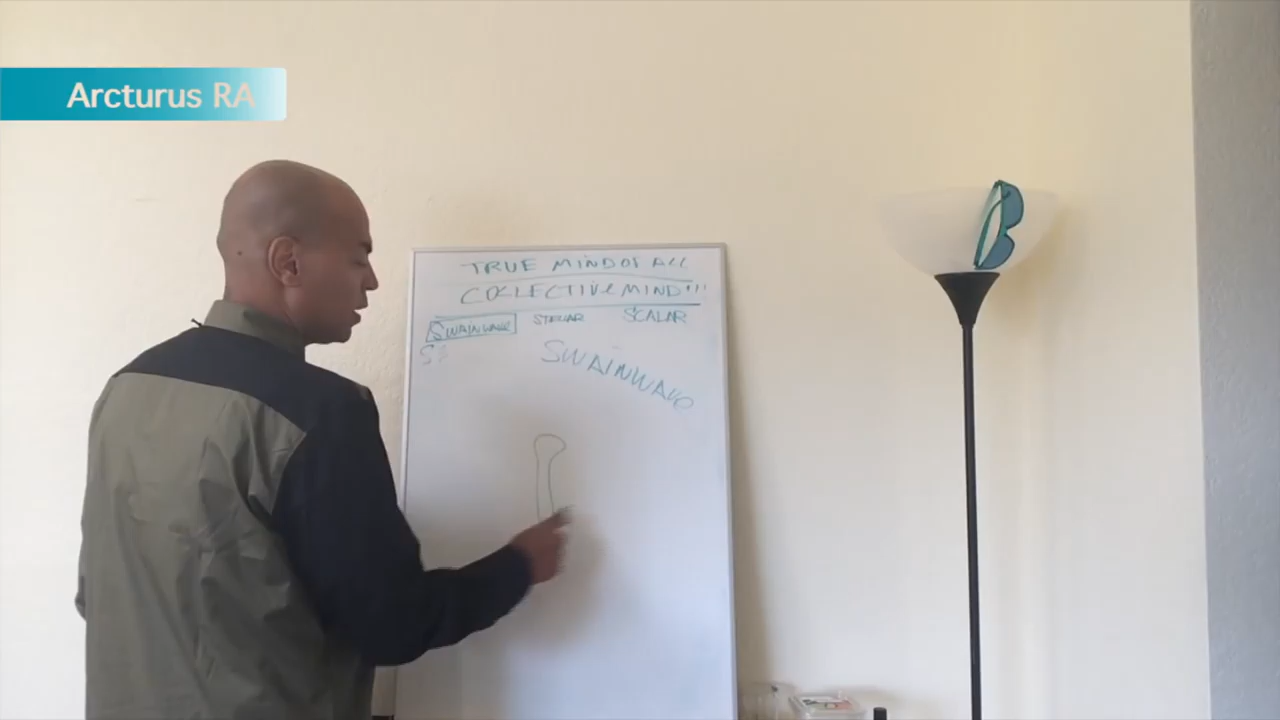 Arcturus RA
TRUE MIND OF ALL
COLLECTIVE MIND!!!
SWAINWAVE STELLAR SCALAR
SWAINWAVE